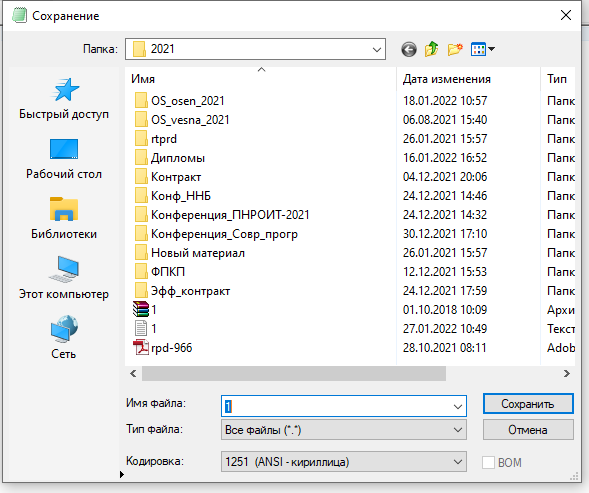 Сохранение
Папка: 2021
Имя Дата изменения Тип
OS_osen_2021 18.01.2022 10:57 Папк
OS_vesna_2021 06.08.2021 15:40 Папк
rtprd 26.01.2021 15:57 Папк
Дипломы 16.01.2022 16:52 Папк
Контракт 04.12.2021 20:06 Папк
Конф_ННБ 24.12.2021 14:46 Папк
Конференция_ПНРОИТ-2021 24.12.2021 14:32 Папк
Конференция_Совр_прогр 30.12.2021 17:10 Папк
Новый материал 26.01.2021 15:57 Папк
ФПКП 12.12.2021 15:53 Папк
Эфф_контракт 24.12.2021 17:59 Папк
1 01.10.2018 10:09 Архи
1 27.01.2022 10:49 Текст
rpd-966 28.10.2021 08:11 Adob
Быстрый доступ
Рабочий стол
Библиотеки
Этот компьютер
Сеть
Имя файла: 1 Сохранить
Тип файла: Все файлы (*.*) Отмена
Кодировка: 1251 (ANSI - кириллица) BOM